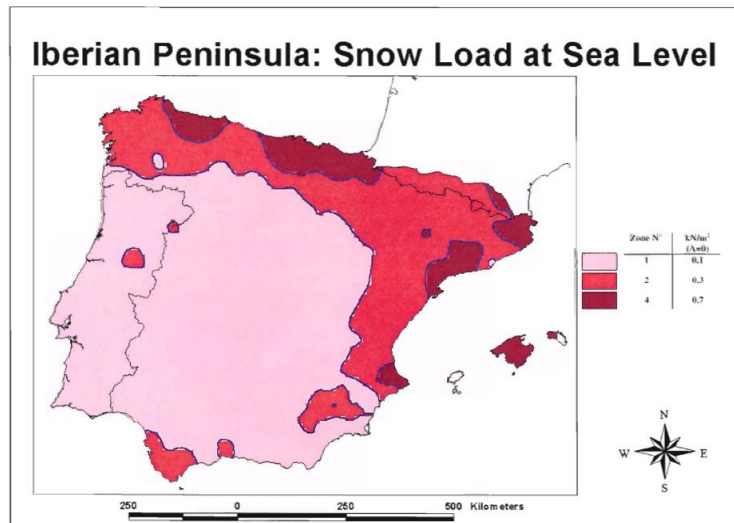 Iberian Peninsula: Snow Load at Sea Level
Zone N° kN/m²
(A=0)
1 0,1
2 0,3
4 0,7
N
W E
S
250 0 250 500 Kilometers